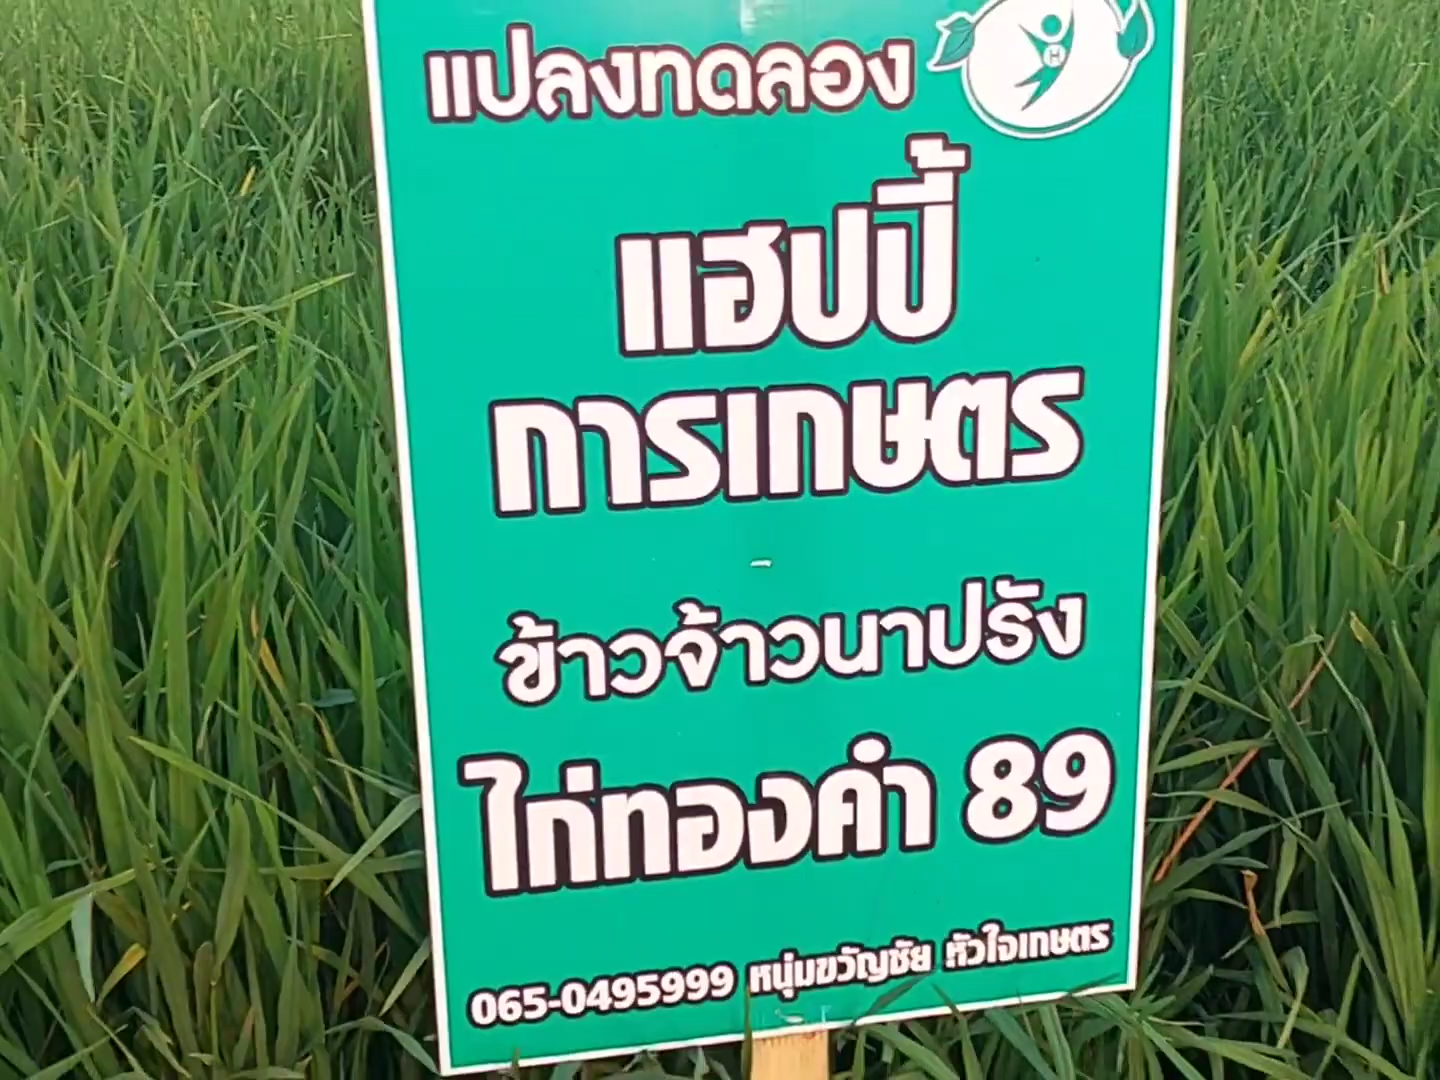 แปลงทดลอง
H
แฮปปี้
การเกษตร
-
ข้าวจ้าวนาปรัง
ไก่ทองคำ 89
065-0495999 หนุ่มขวัญชัย หัวใจเกษตร